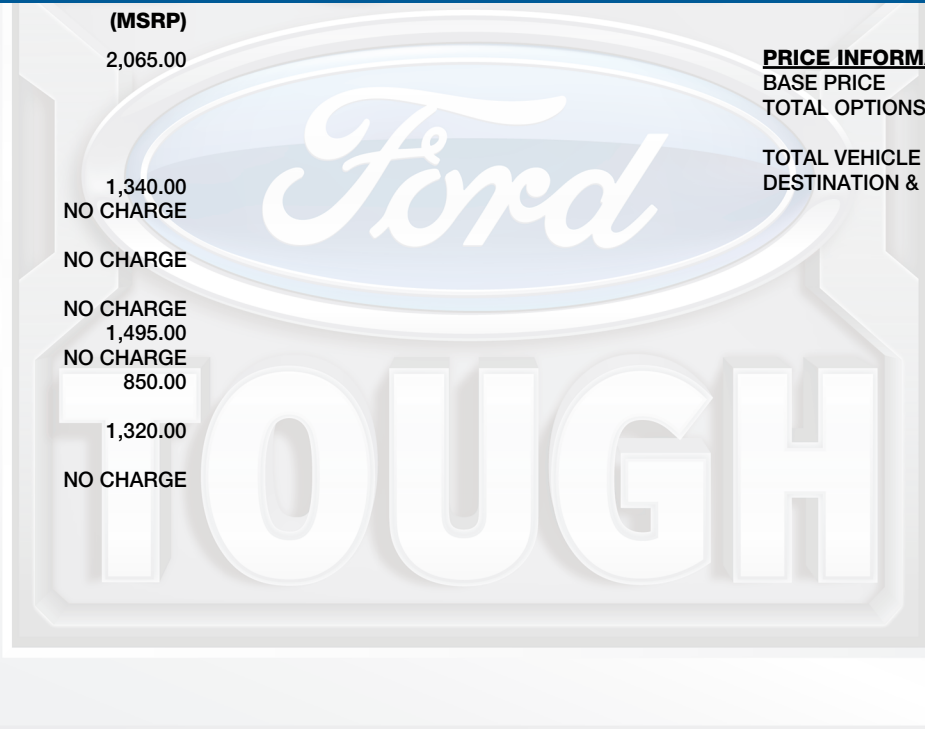 (MSRP)
2,065.00
1,340.00
NO CHARGE
NO CHARGE
NO CHARGE
1,495.00
NO CHARGE
850.00
1,320.00
NO CHARGE
PRICE INFORMA
BASE PRICE
TOTAL OPTIONS
TOTAL VEHICLE
DESTINATION &
Ford
TOUGH